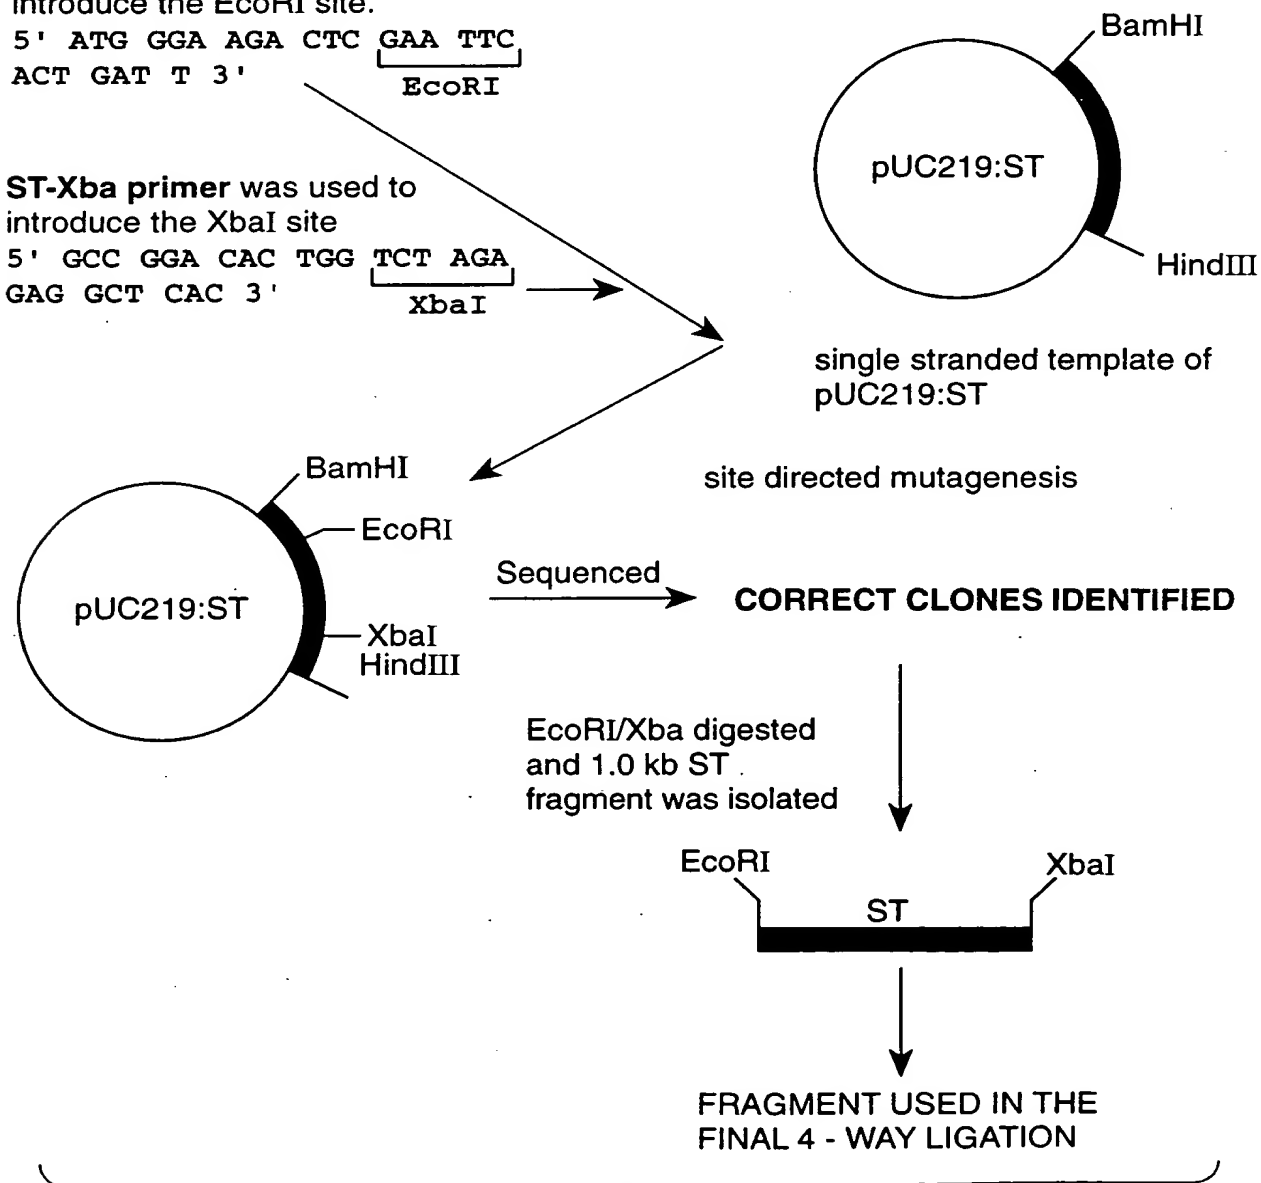 introduce the EcoRI site.
5' ATG GGA AGA CTC GAA TTC
ACT GAT T 3'
EcoRI
ST-Xba primer was used to
introduce the XbaI site
5' GCC GGA CAC TGG TCT AGA
GAG GCT CAC 3'
XbaI
BamHI
pUC219:ST
HindIII
single stranded template of
pUC219:ST
site directed mutagenesis
BamHI
EcoRI
pUC219:ST
XbaI
HindIII
Sequenced
CORRECT CLONES IDENTIFIED
EcoRI/Xba digested
and 1.0 kb ST
fragment was isolated
EcoRI
XbaI
ST
FRAGMENT USED IN THE
FINAL 4 - WAY LIGATION